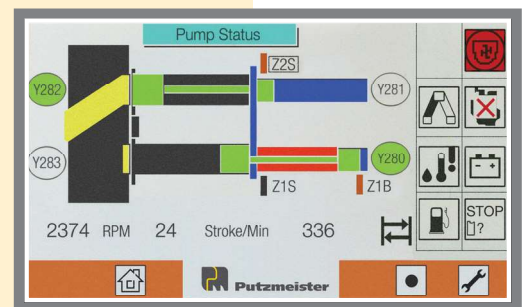 Pump Status
Z2S
Y282
Y281
Y283
Y280
Z1S
Z1B
2374 RPM 24 Stroke/Min 336
STOP
?
Putzmeister